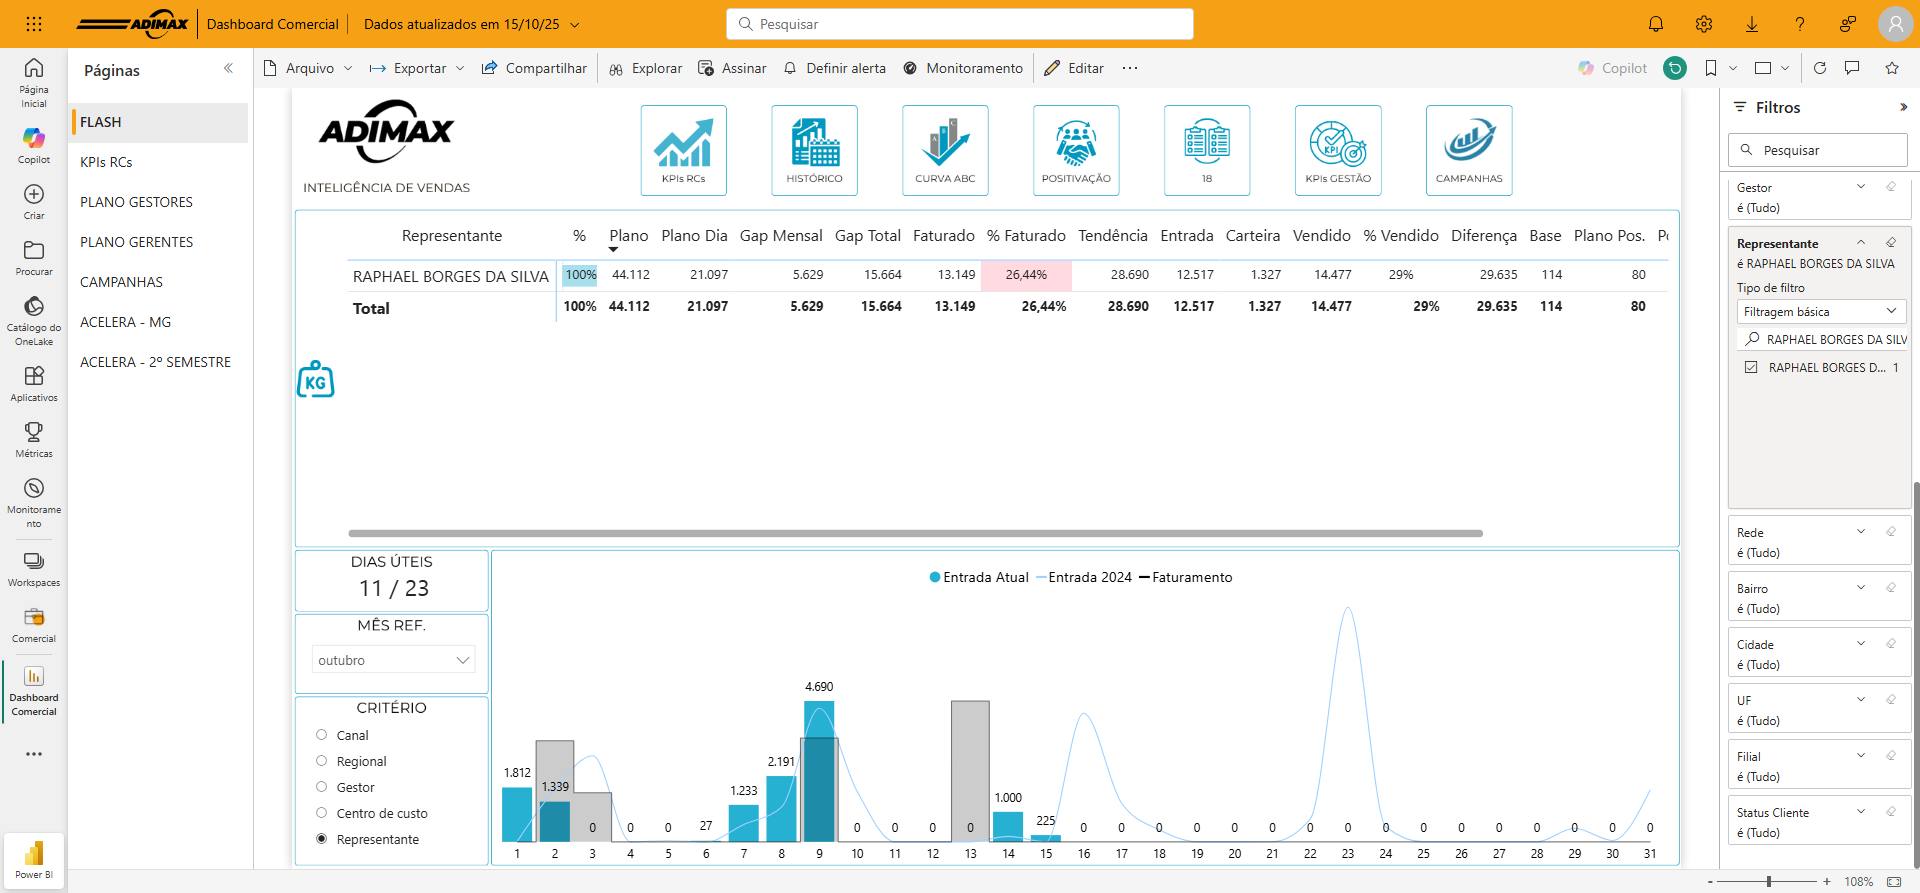 ADIMAX
Dashboard Comercial
Dados atualizados em 15/10/25
Pesquisar
Páginas
Arquivo
Exportar
Compartilhar
Explorar
Assinar
Definir alerta
Monitoramento
Editar
Copilot
Página
Inicial
Copilot
Criar
Procurar
Catálogo do
OneLake
Aplicativos
Métricas
Monitorame
nto
Workspaces
Comercial
Dashboard
Comercial
Power BI
FLASH
KPIs RCs
PLANO GESTORES
PLANO GERENTES
CAMPANHAS
ACELERA - MG
ACELERA - 2º SEMESTRE
ADIMAX
INTELIGÊNCIA DE VENDAS
KPIs RCs
HISTÓRICO
A B C
CURVA ABC
POSITIVAÇÃO
18
KPI
KPIs GESTÃO
CAMPANHAS
Representante % Plano Plano Dia Gap Mensal Gap Total Faturado % Faturado Tendência Entrada Carteira Vendido % Vendido Diferença Base Plano Pos. Po
RAPHAEL BORGES DA SILVA 100% 44.112 21.097 5.629 15.664 13.149 26,44% 28.690 12.517 1.327 14.477 29% 29.635 114 80
Total 100% 44.112 21.097 5.629 15.664 13.149 26,44% 28.690 12.517 1.327 14.477 29% 29.635 114 80
KG
DIAS ÚTEIS
11 / 23
MÊS REF.
outubro
CRITÉRIO
Canal
Regional
Gestor
Centro de custo
Representante
Entrada Atual Entrada 2024 Faturamento
1.812 1.339 0 0 0 27 1.233 2.191 4.690 0 0 0 0 1.000 225 0 0 0 0 0 0 0 0 0 0 0 0 0 0 0 0
1 2 3 4 5 6 7 8 9 10 11 12 13 14 15 16 17 18 19 20 21 22 23 24 25 26 27 28 29 30 31
Filtros
Pesquisar
Gestor
é (Tudo)
Representante
é RAPHAEL BORGES DA SILVA
Tipo de filtro
Filtragem básica
RAPHAEL BORGES DA SILV
RAPHAEL BORGES D... 1
Rede
é (Tudo)
Bairro
é (Tudo)
Cidade
é (Tudo)
UF
é (Tudo)
Filial
é (Tudo)
Status Cliente
é (Tudo)
- + 108%